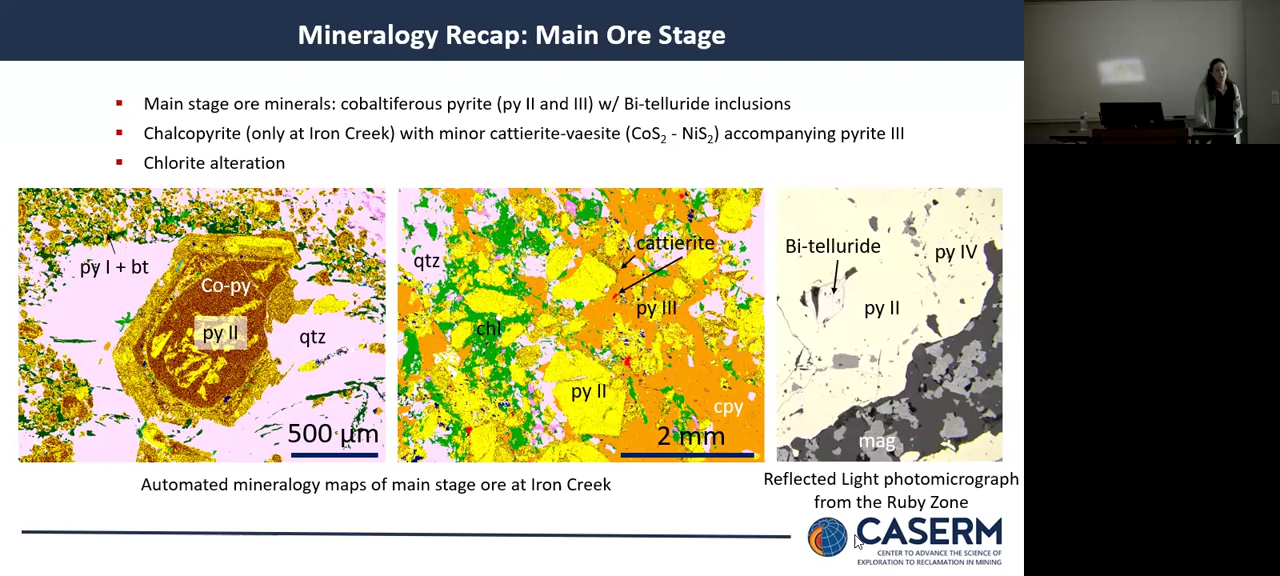 Mineralogy Recap: Main Ore Stage
Main stage ore minerals: cobaltiferous pyrite (py II and III) w/ Bi-telluride inclusions
Chalcopyrite (only at Iron Creek) with minor cattierite-vaesite (CoS₂ - NiS₂) accompanying pyrite III
Chlorite alteration
py I + bt
Co-py
py II
qtz
500 µm
qtz
cattierite
py III
chl
py II
cpy
2 mm
Bi-telluride
py IV
py II
mag
Automated mineralogy maps of main stage ore at Iron Creek
Reflected Light photomicrograph
from the Ruby Zone
CASERM
CENTER TO ADVANCE THE SCIENCE OF
EXPLORATION TO RECLAMATION IN MINING